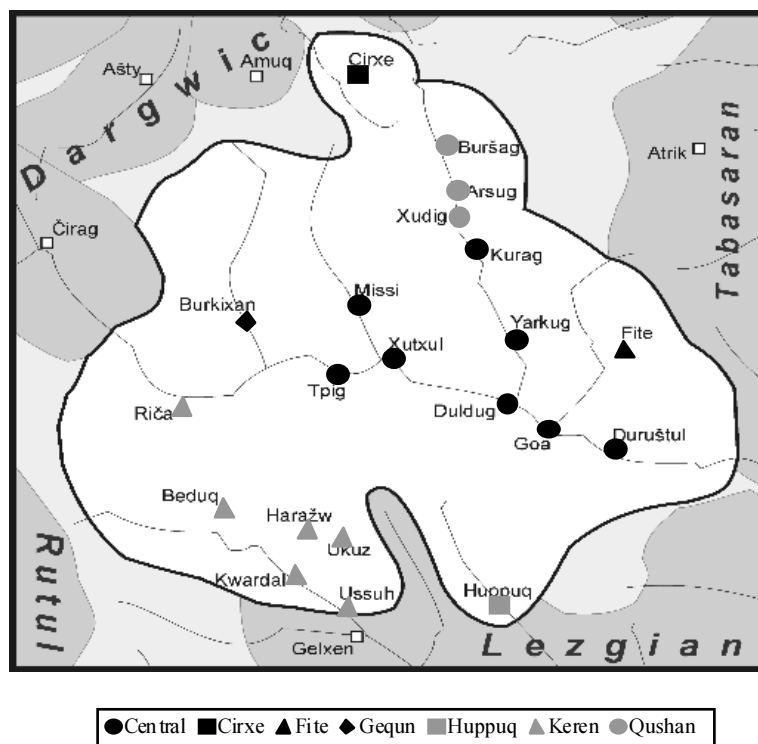 Cirxe
Ašty
Amuq
Dargwic
Buršag
Atrik
Arsug
Xudig
Čirag
Kurag
Tabasaran
Missi
Burkixan
Yarkug
Fite
Xutxul
Tpig
Riča
Duldug
Goa
Duruštul
Beduq
Haražw
Ukuz
Rutul
Kwardal
Ussuh
Huppuq
Gelxen
Lezgian
Central Cirxe Fite Gequn Huppuq Keren Qushan